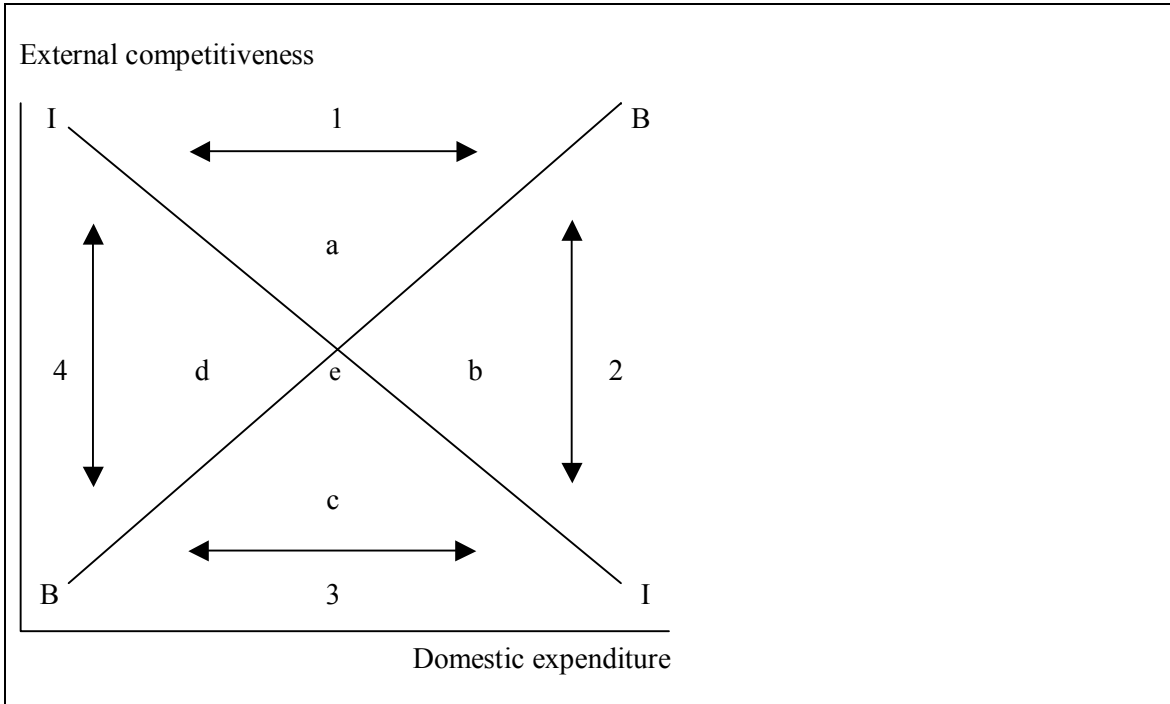 External competitiveness
I 1 B
a
4 d e b 2
c
B 3 I
Domestic expenditure